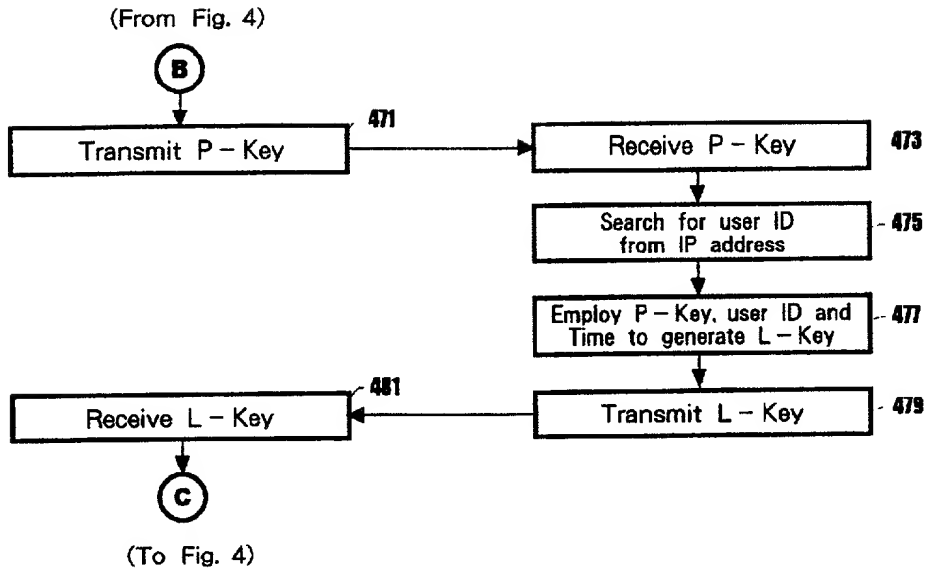 (From Fig. 4)
B
471
Transmit P-Key
Receive P-Key
473
Search for user ID
from IP address
475
Employ P-Key, user ID and
Time to generate L-Key
477
481
Receive L-Key
Transmit L-Key
479
C
(To Fig. 4)